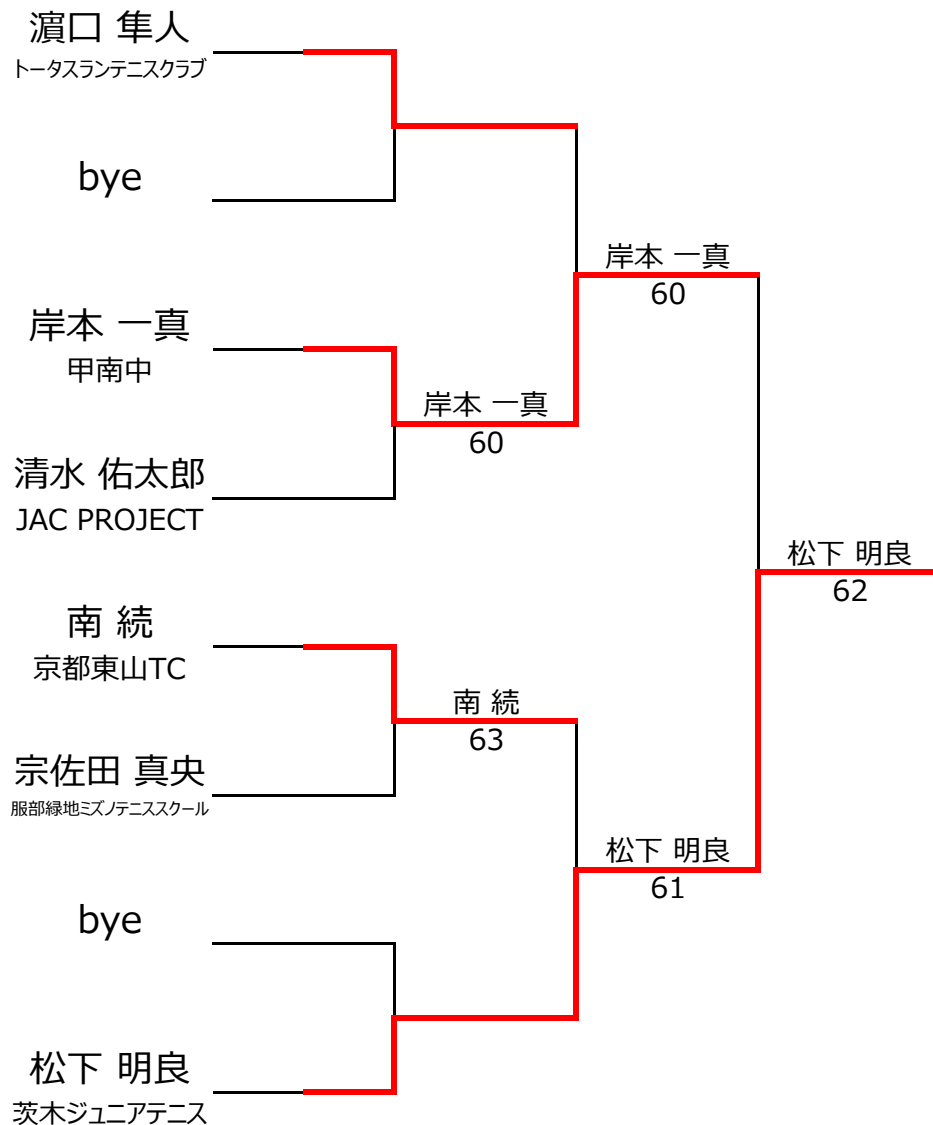 濵口 隼人
トータスランテニスクラブ
bye
岸本 一真
60
岸本 一真
甲南中
岸本 一真
60
清水 佑太郎
JAC PROJECT
松下 明良
62
南 続
京都東山TC
南 続
63
宗佐田 真央
服部緑地ミズノテニススクール
松下 明良
61
bye
松下 明良
茨木ジュニアテニス